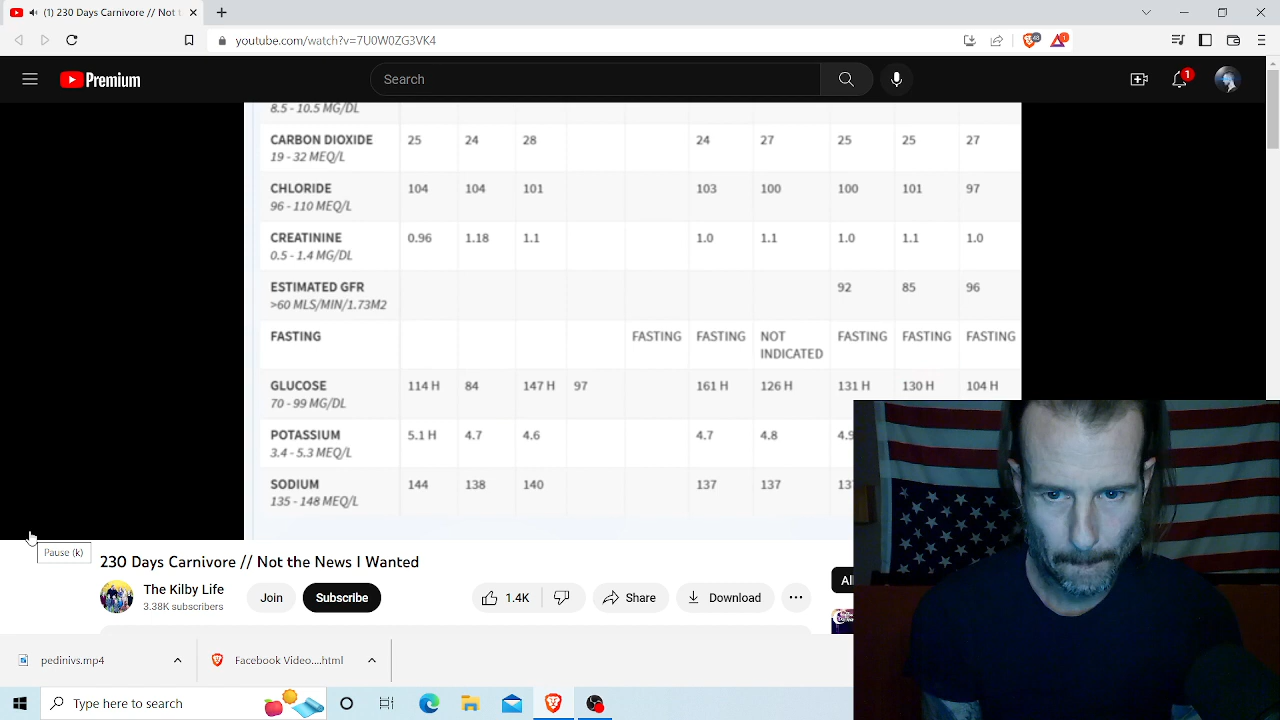 (1) 230 Days Carnivore // Not t
youtube.com/watch?v=7U0W0ZG3VK4
48
1
Premium
Search
1
8.5 - 10.5 MG/DL
CARBON DIOXIDE 25 24 28 24 27 25 25 27
19 - 32 MEQ/L
CHLORIDE 104 104 101 103 100 100 101 97
96 - 110 MEQ/L
CREATININE 0.96 1.18 1.1 1.0 1.1 1.0 1.1 1.0
0.5 - 1.4 MG/DL
ESTIMATED GFR 92 85 96
>60 MLS/MIN/1.73M2
FASTING FASTING FASTING NOT FASTING FASTING FASTING
INDICATED
GLUCOSE 114 H 84 147 H 97 161 H 126 H 131 H 130 H 104 H
70 - 99 MG/DL
POTASSIUM 5.1 H 4.7 4.6 4.7 4.8 4.9
3.4 - 5.3 MEQ/L
SODIUM 144 138 140 137 137 137
135 - 148 MEQ/L
Pause (k)
230 Days Carnivore // Not the News I Wanted
The Kilby Life
3.38K subscribers
Join
Subscribe
1.4K
Share
Download
All
pedinivs.mp4
Facebook Video....html
Type here to search